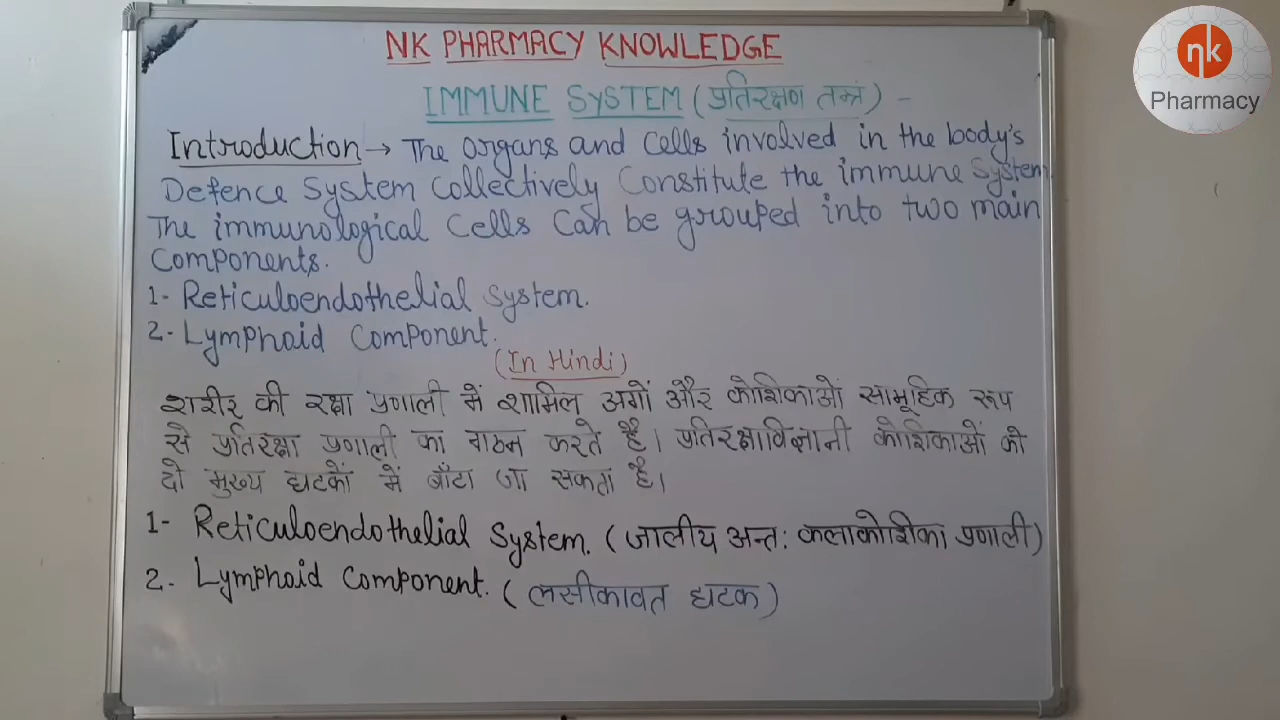 NK PHARMACY KNOWLEDGE
nk
Pharmacy
IMMUNE SYSTEM (प्रतिरक्षण तन्त्र) -
Introduction → The organs and cells involved in the body's
Defence System Collectively Constitute the immune System.
The immunological cells can be grouped into two main
Components.
1- Reticuloendothelial system.
2- Lymphoid Component.
(In Hindi)
शरीर की रक्षा प्रणाली में शामिल अंगों और कोशिकाओं सामूहिक रूप
से प्रतिरक्षा प्रणाली का गठन करते हैं। प्रतिरक्षाविज्ञानी कोशिकाओं को
दो मुख्य घटकों में बाँटा जा सकता है।
1- Reticuloendothelial System. (जालीय अन्त: कलाकोशिका प्रणाली)
2. Lymphoid Component. (लसीकावत घटक)